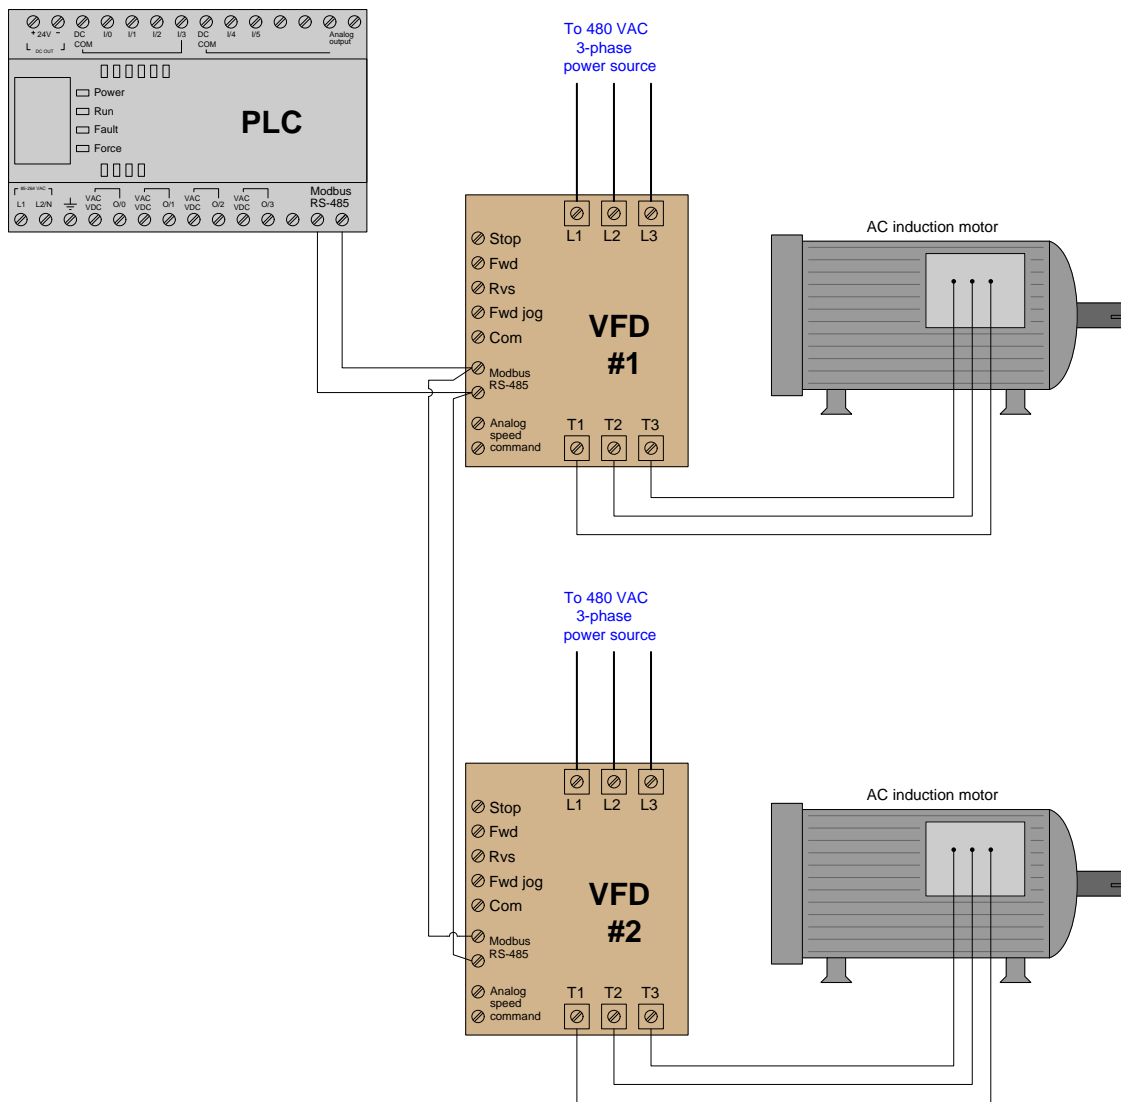 + 24V -
DC OUT
DC
COM
I/0
I/1
I/2
I/3
DC
COM
I/4
I/5
Analog
output
Power
Run
Fault
Force
PLC
85-264 VAC
L1
L2/N
VAC
VDC
O/0
VAC
VDC
O/1
VAC
VDC
O/2
VAC
VDC
O/3
Modbus
RS-485
To 480 VAC
3-phase
power source
L1
L2
L3
Stop
Fwd
Rvs
Fwd jog
Com
Modbus
RS-485
Analog
speed
command
VFD
#1
T1
T2
T3
AC induction motor
To 480 VAC
3-phase
power source
L1
L2
L3
Stop
Fwd
Rvs
Fwd jog
Com
Modbus
RS-485
Analog
speed
command
VFD
#2
T1
T2
T3
AC induction motor